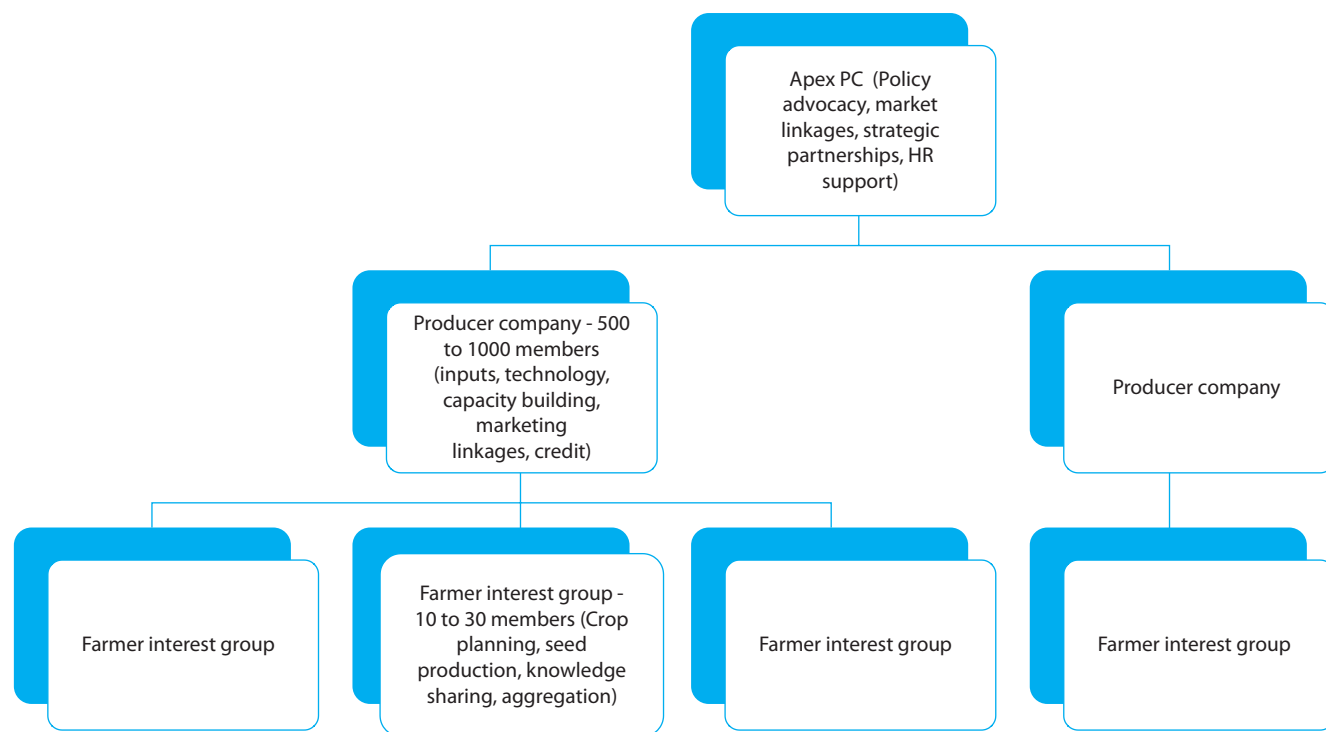 Apex PC  (Policy
advocacy, market
linkages, strategic
partnerships, HR
support)
Producer company - 500
to 1000 members
(inputs, technology,
capacity building,
marketing
linkages, credit)
Producer company
Farmer interest group
Farmer interest group -
10 to 30 members (Crop
planning, seed
production, knowledge
sharing, aggregation)
Farmer interest group
Farmer interest group